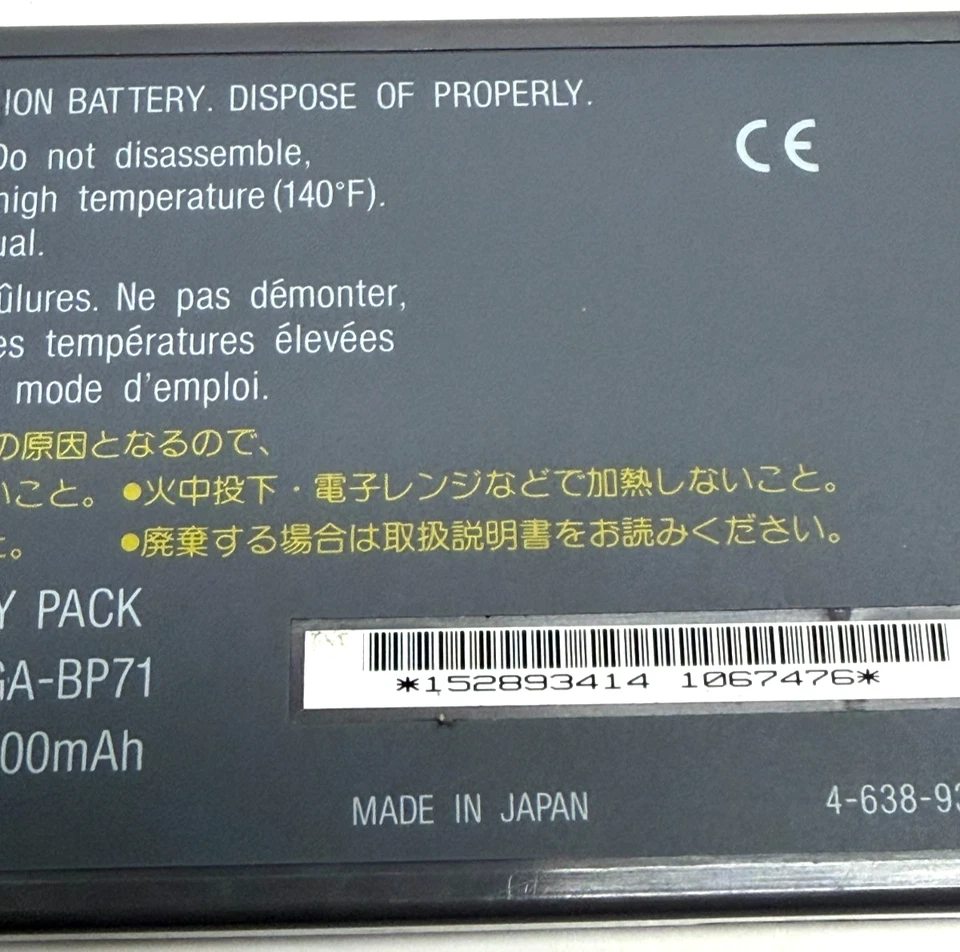 ION BATTERY. DISPOSE OF PROPERLY.
CE
Do not disassemble,
high temperature (140°F).
ual.
ûlures. Ne pas démonter,
es températures élevées
mode d'emploi.
の原因となるので、
いこと。 ●火中投下・電子レンジなどで加熱しないこと。
と。 ●廃棄する場合は取扱説明書をお読みください。
Y PACK
GA-BP71
00mAh
*152893414 1067476*
MADE IN JAPAN
4-638-93